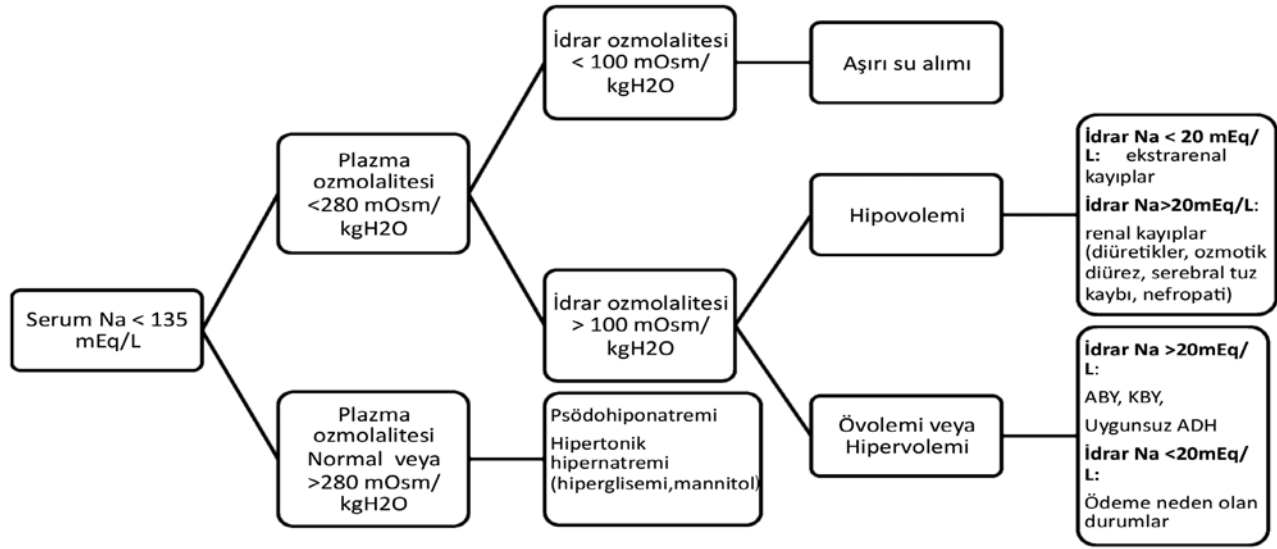 Serum Na < 135
mEq/L
Plazma
ozmolalitesi
<280 mOsm/
kgH2O
Plazma
ozmolalitesi
Normal veya
>280 mOsm/
kgH2O
İdrar ozmolalitesi
< 100 mOsm/
kgH2O
İdrar ozmolalitesi
> 100 mOsm/
kgH2O
Psödohiponatremi
Hipertonik
hipernatremi
(hiperglisemi,mannitol)
Aşırı su alımı
Hipovolemi
Övolemi veya
Hipervolemi
İdrar Na < 20 mEq/
L: ekstrarenal
kayıplar
İdrar Na>20mEq/L:
renal kayıplar
(diüretikler, ozmotik
diürez, serebral tuz
kaybı, nefropati)
İdrar Na >20mEq/
L:
ABY, KBY,
Uygunsuz ADH
İdrar Na <20mEq/
L:
Ödeme neden olan
durumlar